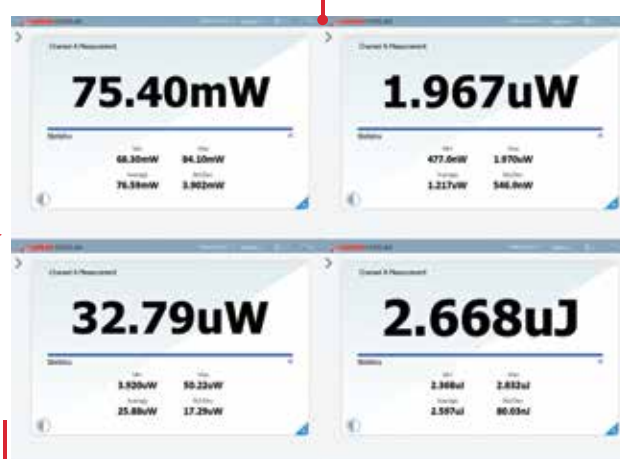 Channel A Measurement
75.40mW
Statistics
Min Max
68.30mW 84.10mW
Average Std Dev
76.59mW 3.902mW
Channel A Measurement
1.967uW
Statistics
Min Max
477.0nW 1.970uW
Average Std Dev
1.217uW 546.0nW
Channel A Measurement
32.79uW
Statistics
Min Max
3.920uW 50.22uW
Average Std Dev
25.88uW 17.29uW
Channel A Measurement
2.668uJ
Statistics
Min Max
2.368uJ 2.832uJ
Average Std Dev
2.597uJ 80.03nJ